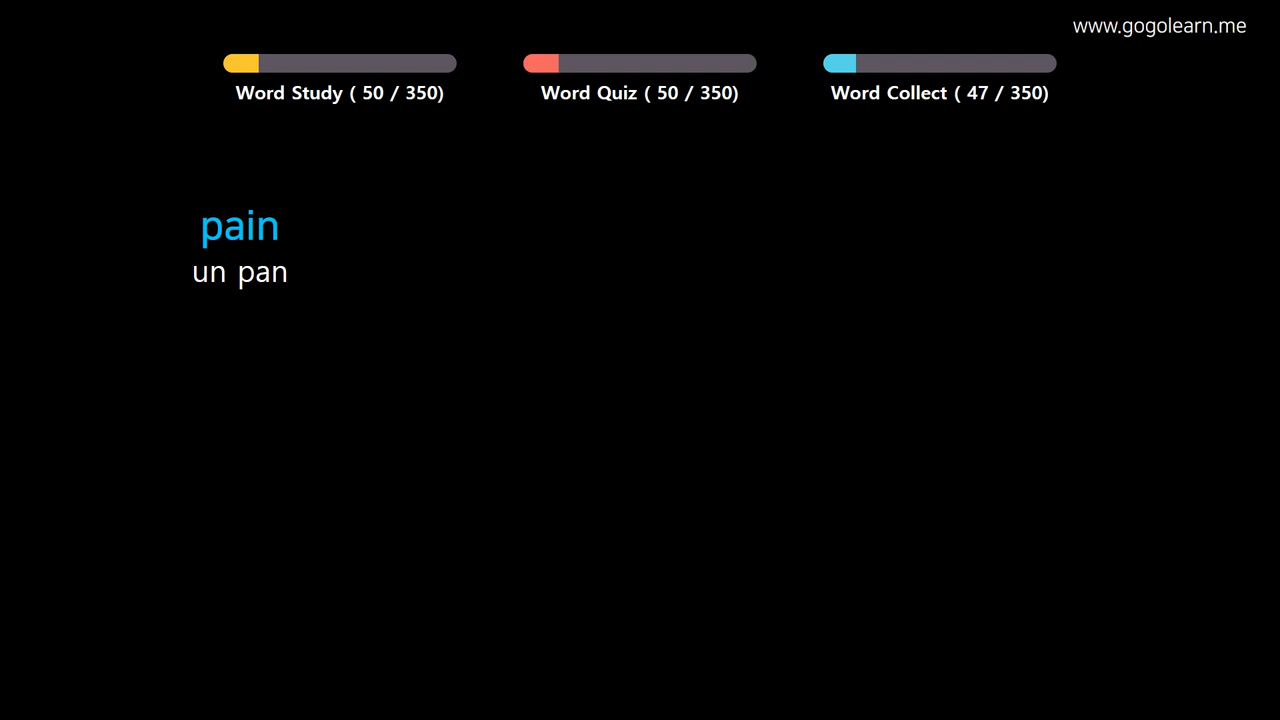 www.gogolearn.me
Word Study ( 50 / 350)
Word Quiz ( 50 / 350)
Word Collect ( 47 / 350)
pain
un pan